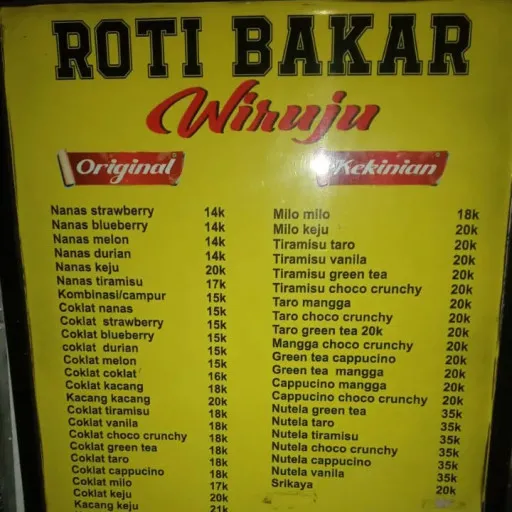 ROTI BAKAR
Wiruju
Original
Nanas strawberry 14k
Nanas blueberry 14k
Nanas melon 14k
Nanas durian 14k
Nanas keju 20k
Nanas tiramisu 17k
Kombinasi/campur 15k
Coklat nanas 15k
Coklat strawberry 15k
Coklat blueberry 15k
coklat durian 15k
Coklat melon 15k
Coklat coklat 16k
Coklat kacang 18k
Kacang kacang 20k
Coklat tiramisu 18k
Coklat vanila 18k
Coklat choco crunchy 18k
Coklat green tea 18k
Coklat taro 18k
Coklat cappucino 18k
Coklat milo 17k
Coklat keju 20k
Kacang keju 21k
Kekinian
Milo milo 18k
Milo keju 20k
Tiramisu taro 20k
Tiramisu vanila 20k
Tiramisu green tea 20k
Tiramisu choco crunchy 20k
Taro mangga 20k
Taro choco crunchy 20k
Taro green tea 20k 20k
Mangga choco crunchy 20k
Green tea cappucino 20k
Green tea mangga 20k
Cappucino mangga 20k
Cappucino choco crunchy 20k
Nutela green tea 35k
Nutela taro 35k
Nutela tiramisu 35k
Nutela choco crunchy 35k
Nutela cappucino 35k
Nutela vanila 35k
Srikaya 20k